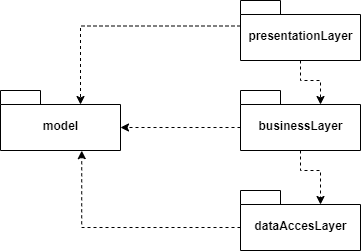 presentationLayer
model
businessLayer
dataAccesLayer